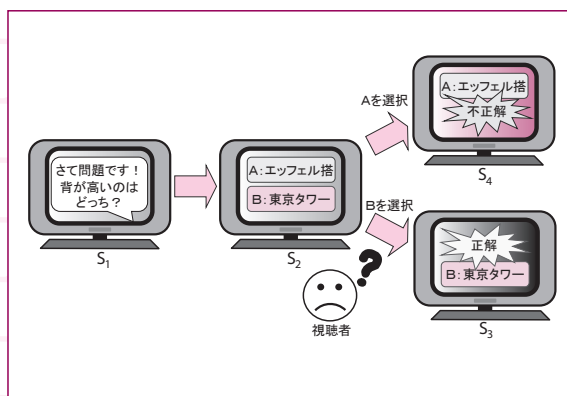 さて問題です！
背が高いのは
どっち？
S1
A：エッフェル搭
B：東京タワー
S2
視聴者
Aを選択
A：エッフェル搭
不正解
S4
Bを選択
正解
B：東京タワー
S3